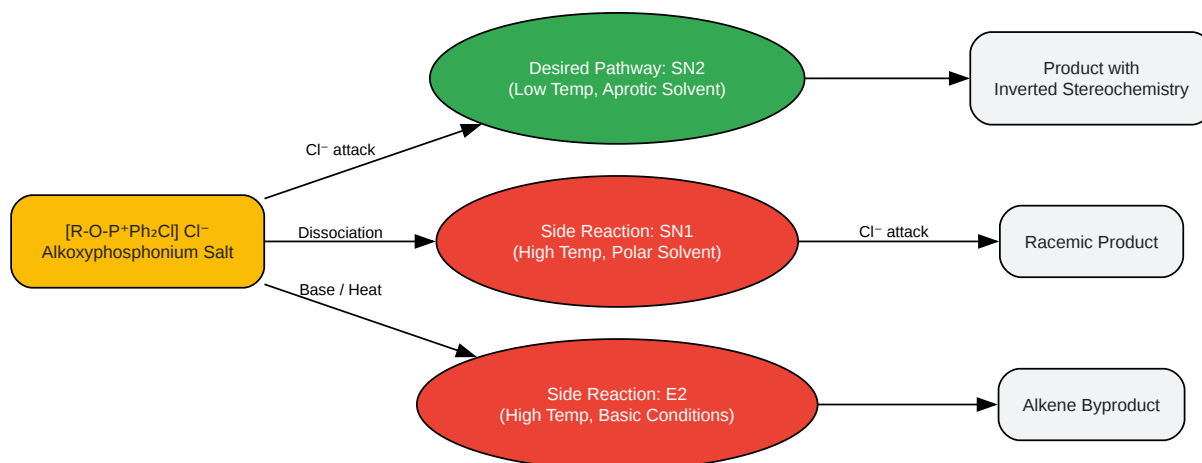 Desired Pathway: SN2
(Low Temp, Aprotic Solvent)
Product with
Inverted Stereochemistry
Cl⁻ attack
[R-O-P⁺Ph₂Cl] Cl⁻
Alkoxyphosphonium Salt
Dissociation
Side Reaction: SN1
(High Temp, Polar Solvent)
Cl⁻ attack
Racemic Product
Base / Heat
Side Reaction: E2
(High Temp, Basic Conditions)
Alkene Byproduct